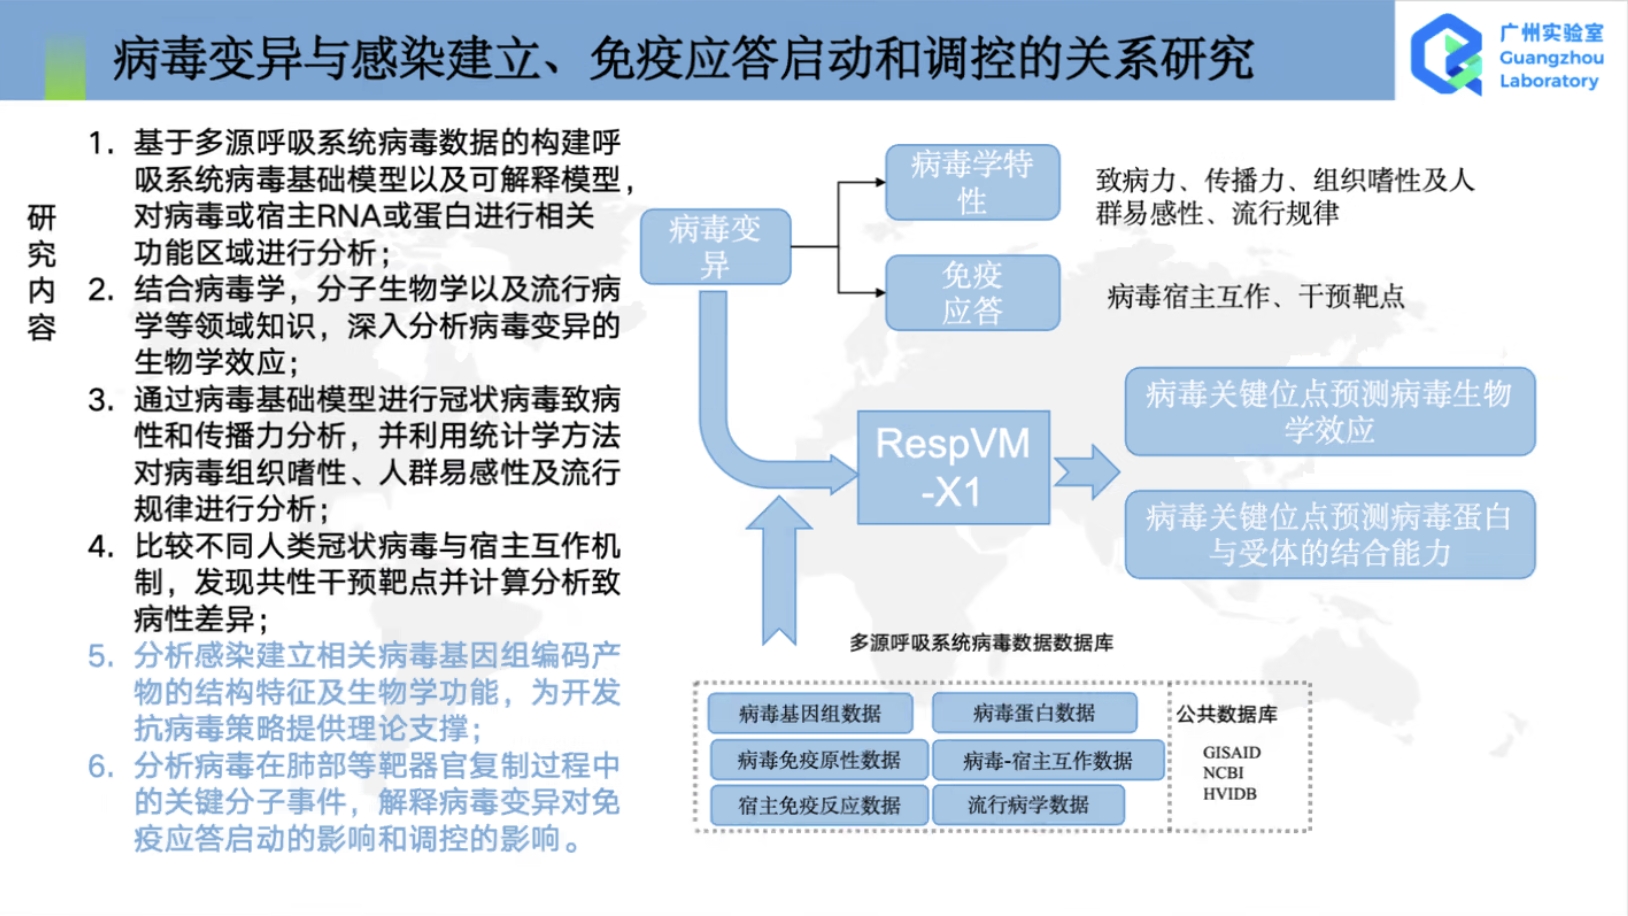 病毒变异与感染建立、免疫应答启动和调控的关系研究
广州实验室
Guangzhou
Laboratory
研
究
内
容
1. 基于多源呼吸系统病毒数据的构建呼
吸系统病毒基础模型以及可解释模型，
对病毒或宿主RNA或蛋白进行相关
功能区域进行分析；
2. 结合病毒学，分子生物学以及流行病
学等领域知识，深入分析病毒变异的
生物学效应；
3. 通过病毒基础模型进行冠状病毒致病
性和传播力分析，并利用统计学方法
对病毒组织嗜性、人群易感性及流行
规律进行分析；
4. 比较不同人类冠状病毒与宿主互作机
制，发现共性干预靶点并计算分析致
病性差异；
5. 分析感染建立相关病毒基因组编码产
物的结构特征及生物学功能，为开发
抗病毒策略提供理论支撑；
6. 分析病毒在肺部等靶器官复制过程中
的关键分子事件，解释病毒变异对免
疫应答启动的影响和调控的影响。
病毒变
异
病毒学特
性
致病力、传播力、组织嗜性及人
群易感性、流行规律
免疫
应答
病毒宿主互作、干预靶点
RespVM
-X1
病毒关键位点预测病毒生物
学效应
病毒关键位点预测病毒蛋白
与受体的结合能力
多源呼吸系统病毒数据数据库
病毒基因组数据
病毒蛋白数据
病毒免疫原性数据
病毒-宿主互作数据
宿主免疫反应数据
流行病学数据
公共数据库
GISAID
NCBI
HVIDB